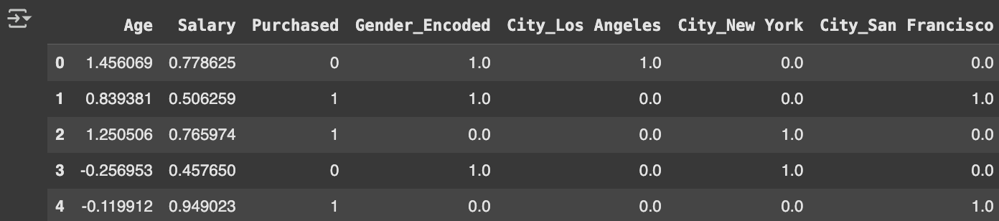 Age Salary Purchased Gender_Encoded City_Los Angeles City_New York City_San Francisco
0 1.456069 0.778625 0 1.0 1.0 0.0 0.0
1 0.839381 0.506259 1 1.0 0.0 0.0 1.0
2 1.250506 0.765974 1 0.0 0.0 1.0 0.0
3 -0.256953 0.457650 0 1.0 0.0 1.0 0.0
4 -0.119912 0.949023 1 0.0 0.0 0.0 1.0